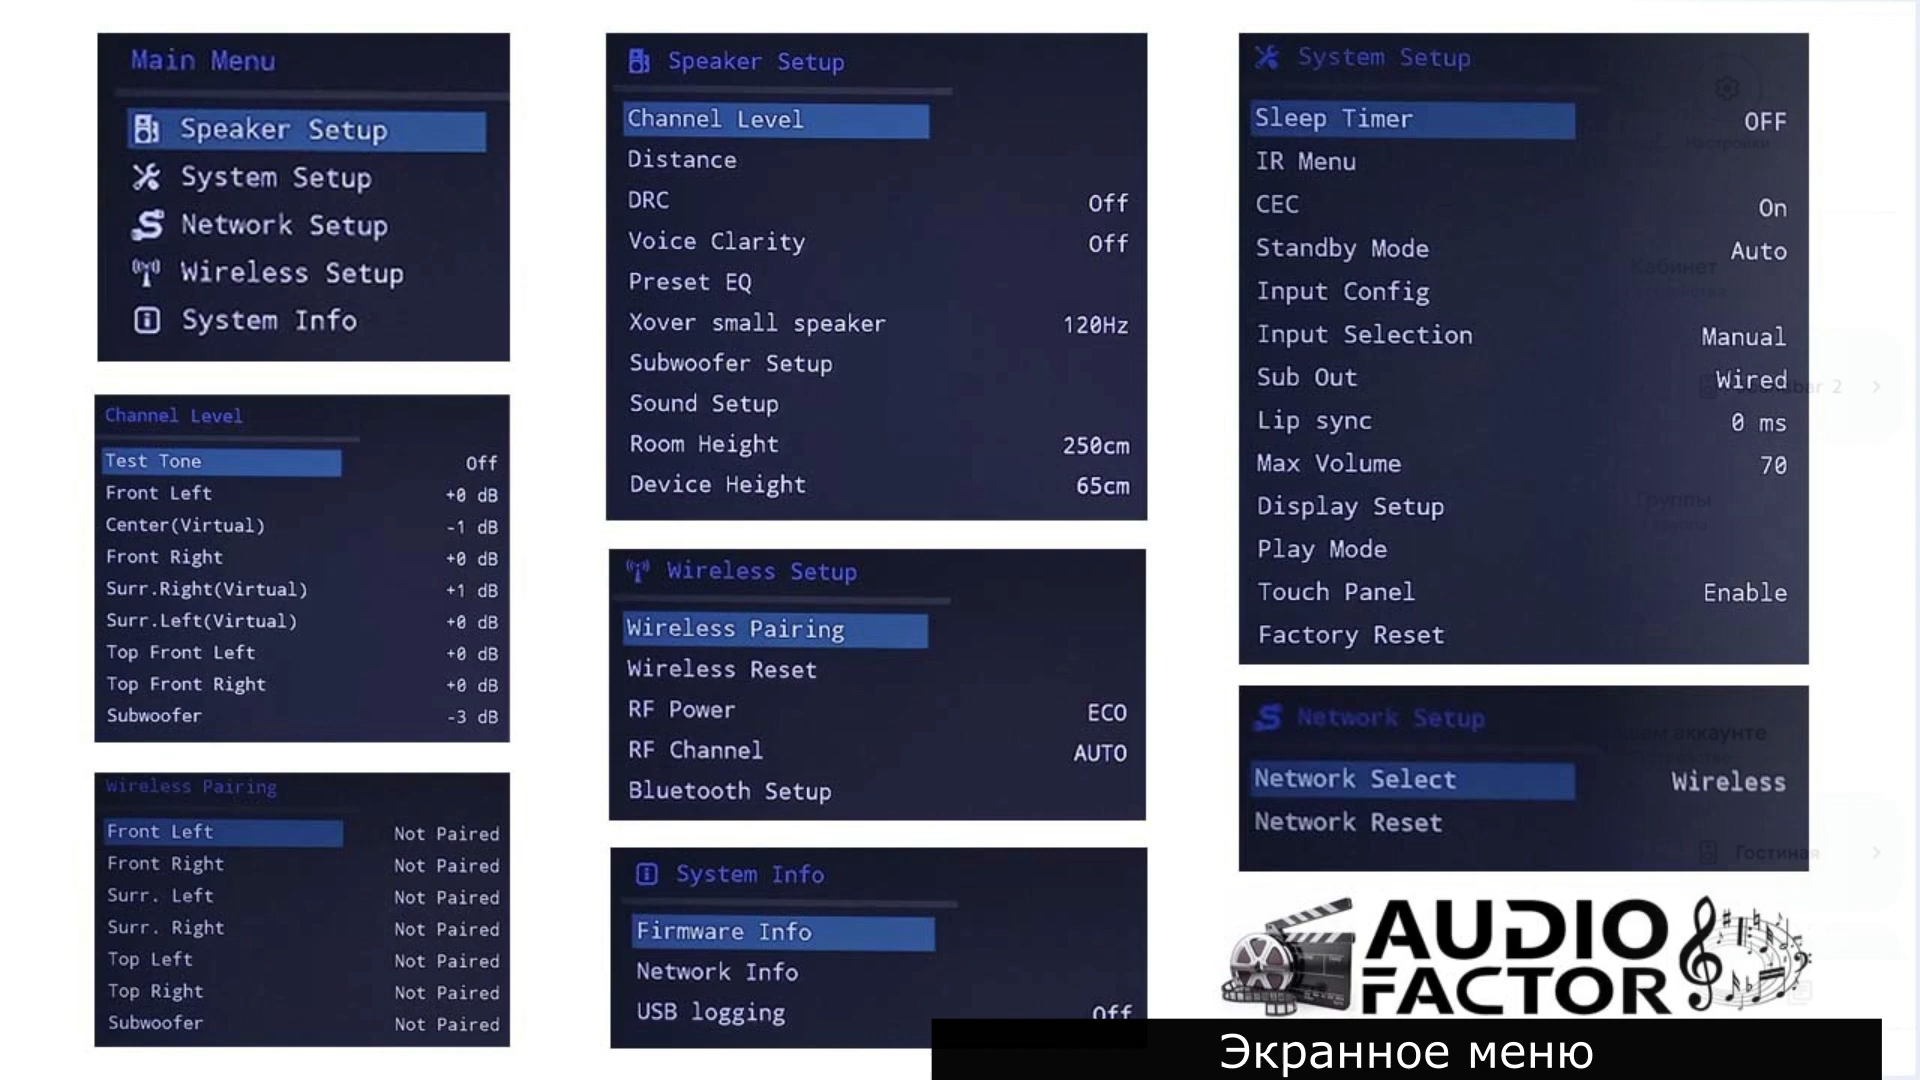 Main Menu
Speaker Setup
System Setup
Network Setup
Wireless Setup
System Info
Channel Level
Test Tone Off
Front Left +0 dB
Center(Virtual) -1 dB
Front Right +0 dB
Surr.Right(Virtual) +1 dB
Surr.Left(Virtual) +0 dB
Top Front Left +0 dB
Top Front Right +0 dB
Subwoofer -3 dB
Wireless Pairing
Front Left Not Paired
Front Right Not Paired
Surr. Left Not Paired
Surr. Right Not Paired
Top Left Not Paired
Top Right Not Paired
Subwoofer Not Paired
Speaker Setup
Channel Level
Distance
DRC Off
Voice Clarity Off
Preset EQ
Xover small speaker 120Hz
Subwoofer Setup
Sound Setup
Room Height 250cm
Device Height 65cm
Wireless Setup
Wireless Pairing
Wireless Reset
RF Power ECO
RF Channel AUTO
Bluetooth Setup
System Info
Firmware Info
Network Info
USB logging Off
System Setup
Sleep Timer OFF
IR Menu
CEC On
Standby Mode Auto
Input Config
Input Selection Manual
Sub Out Wired
Lip sync 0 ms
Max Volume 70
Display Setup
Play Mode
Touch Panel Enable
Factory Reset
Настройки
Кабинет
bar 2
Группы
аккаунте
Network Setup
Network Select Wireless
Network Reset
Гостиная
AUDIO
FACTOR
Экранное меню